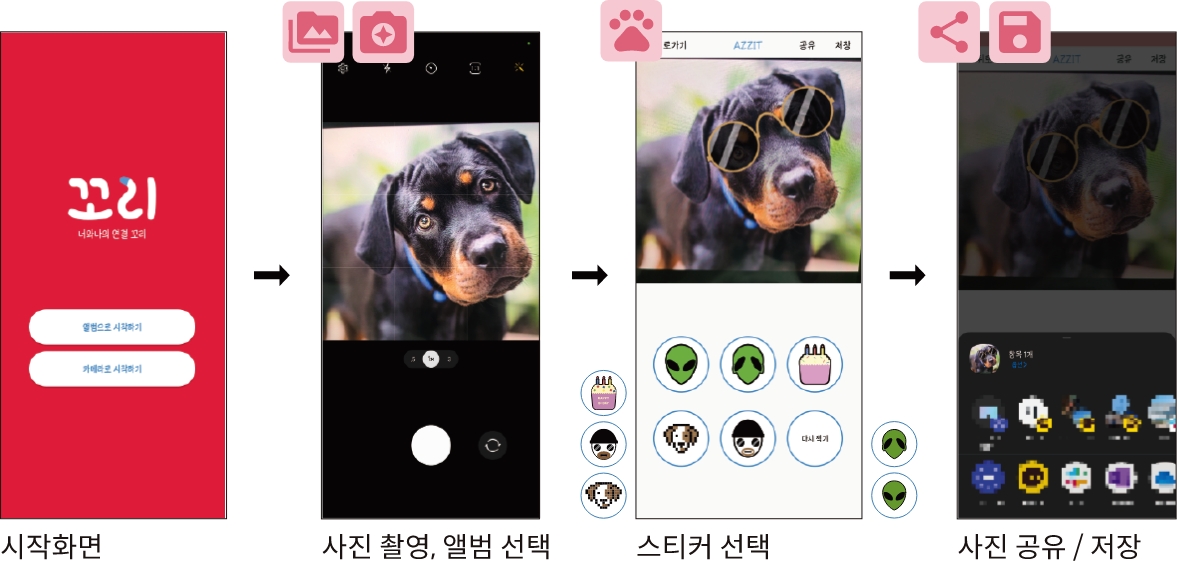 꼬리
너와나의 연결 꼬리
앨범으로 시작하기
카메라로 시작하기
시작화면
사진 촬영, 앨범 선택
로가기
AZZIT
공유
저장
다시 찍기
스티커 선택
AZZIT
공유
저장
항목 1개
사진 공유 / 저장